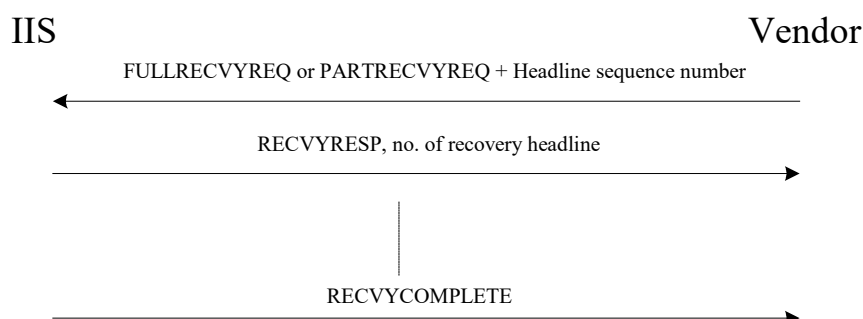 IIS
Vendor
FULLRECVYREQ or PARTRECVYREQ + Headline sequence number
RECVYRESP, no. of recovery headline
RECVYCOMPLETE